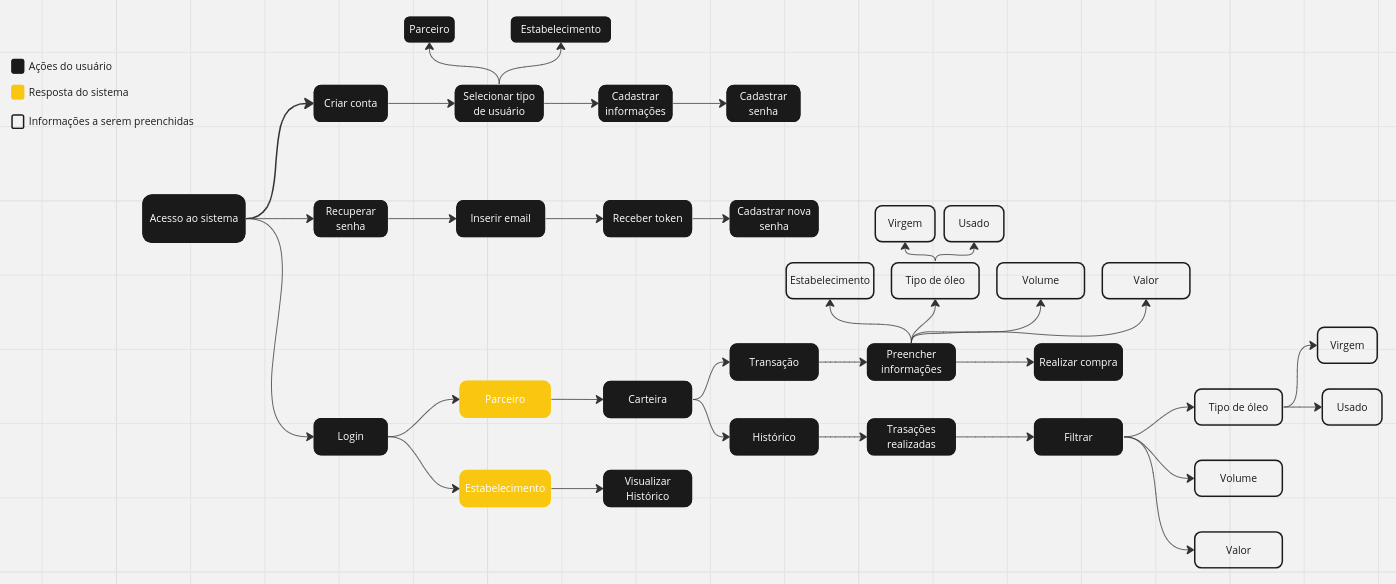 Parceiro
Estabelecimento
Ações do usuário
Resposta do sistema
Informações a serem preenchidas
Criar conta
Selecionar tipo
de usuário
Cadastrar
informações
Cadastrar
senha
Acesso ao sistema
Recuperar
senha
Inserir email
Receber token
Cadastrar nova
senha
Virgem
Usado
Estabelecimento
Tipo de óleo
Volume
Valor
Transação
Preencher
informações
Realizar compra
Virgem
Parceiro
Carteira
Tipo de óleo
Usado
Login
Histórico
Trasações
realizadas
Filtrar
Estabelecimento
Visualizar
Histórico
Volume
Valor